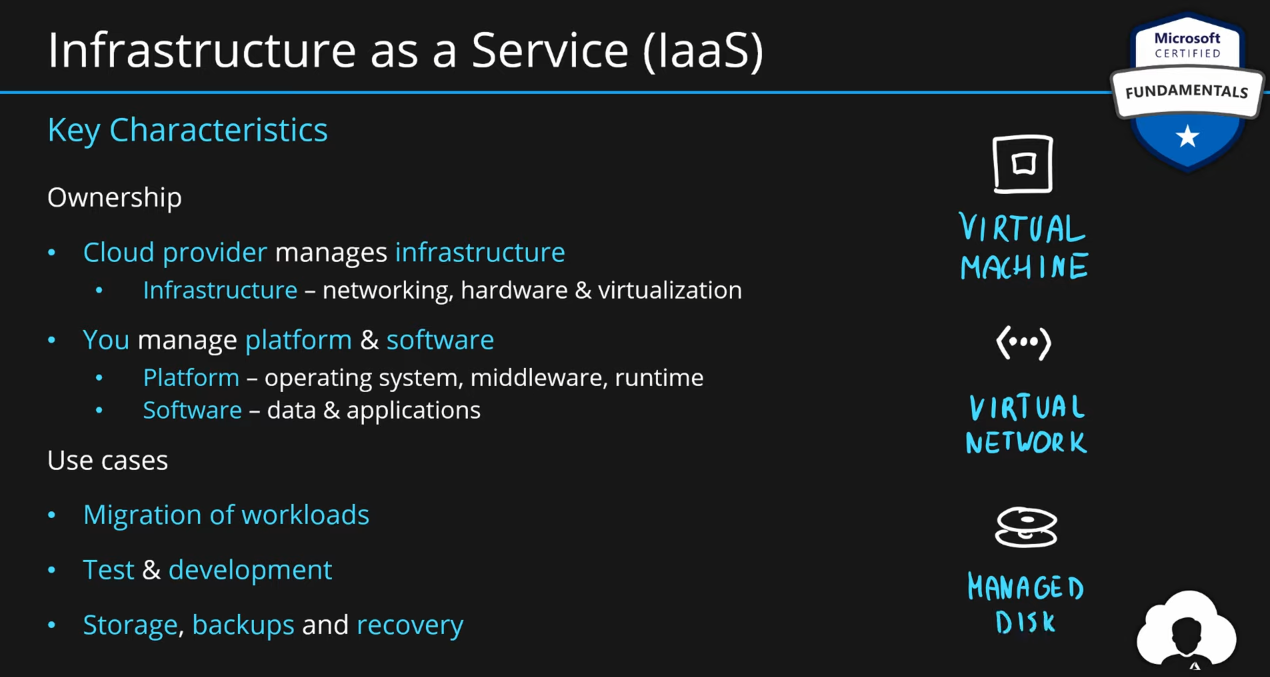 Infrastructure as a Service (IaaS)
Microsoft
CERTIFIED
FUNDAMENTALS
Key Characteristics
Ownership
• Cloud provider manages infrastructure
• Infrastructure – networking, hardware & virtualization
• You manage platform & software
• Platform – operating system, middleware, runtime
• Software – data & applications
Use cases
• Migration of workloads
• Test & development
• Storage, backups and recovery
VIRTUAL
MACHINE
VIRTUAL
NETWORK
MANAGED
DISK